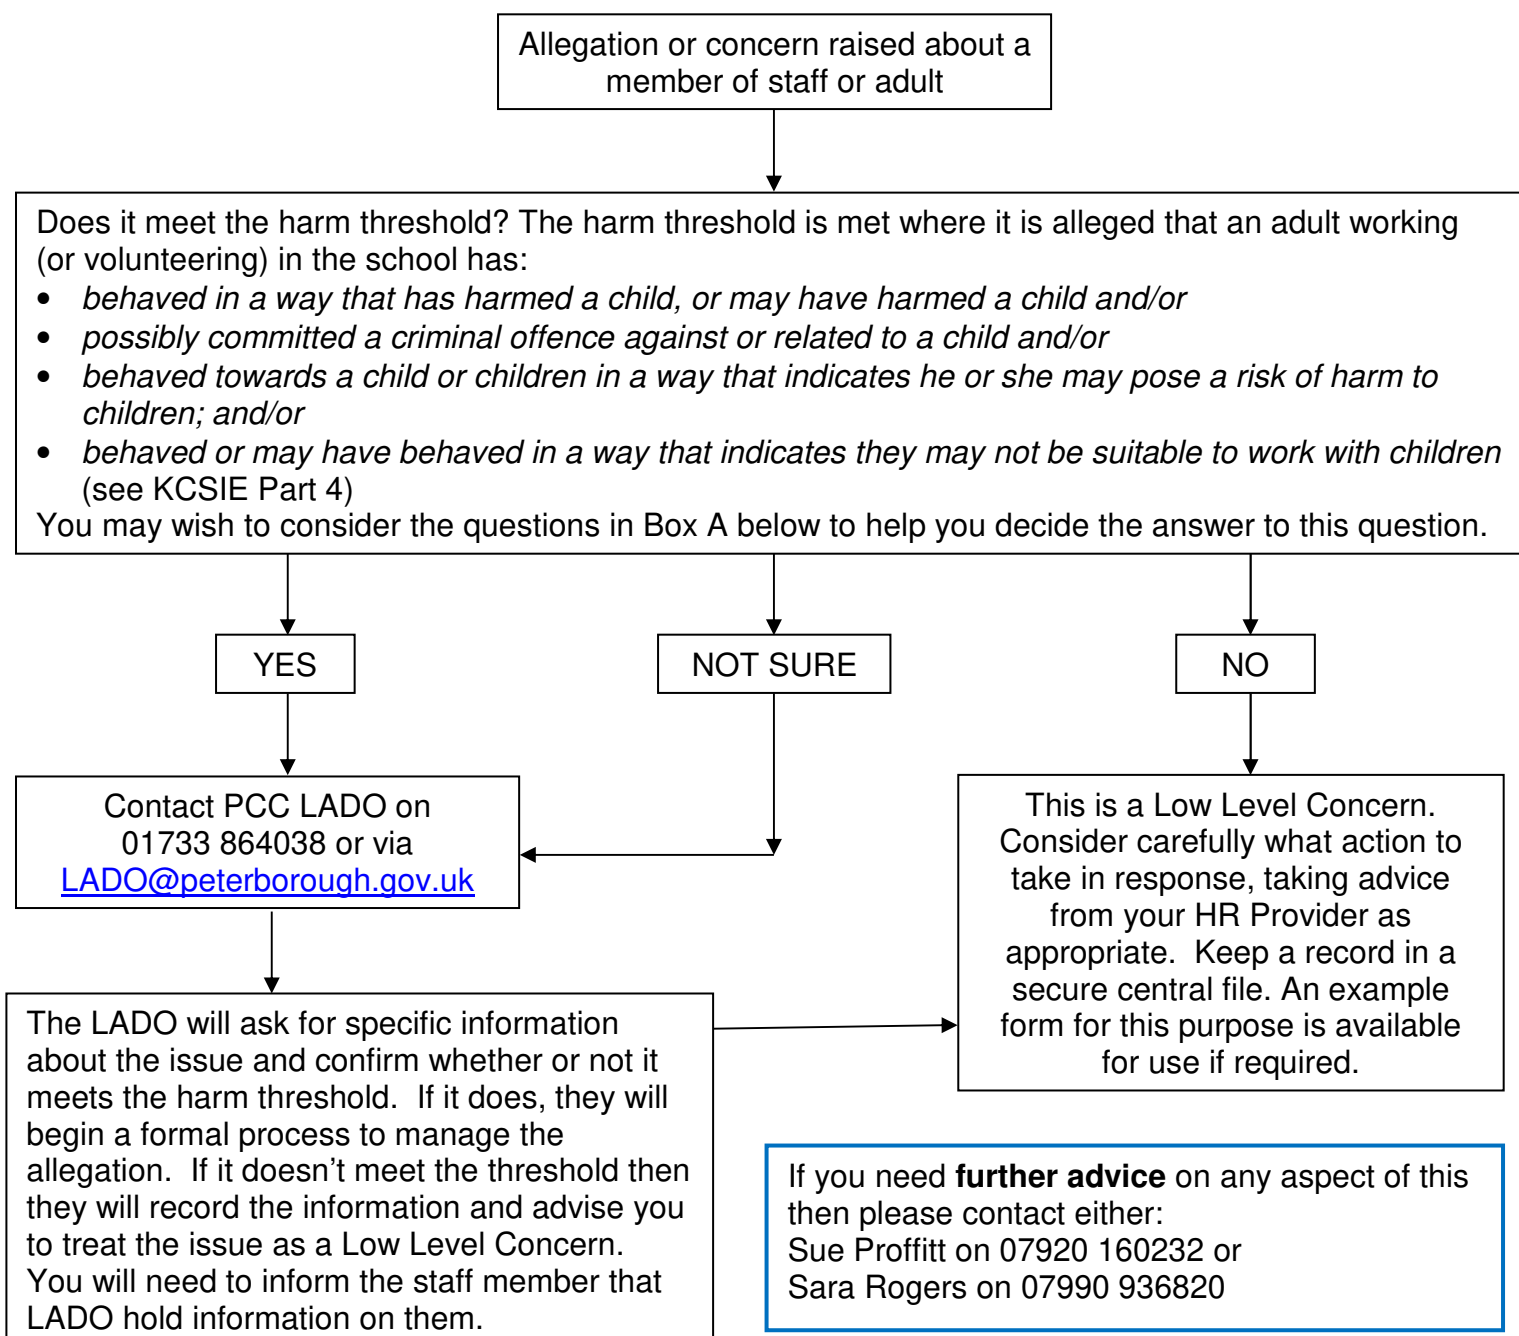 Allegation or concern raised about a
member of staff or adult
Does it meet the harm threshold? The harm threshold is met where it is alleged that an adult working
(or volunteering) in the school has:
• behaved in a way that has harmed a child, or may have harmed a child and/or
• possibly committed a criminal offence against or related to a child and/or
• behaved towards a child or children in a way that indicates he or she may pose a risk of harm to
children; and/or
• behaved or may have behaved in a way that indicates they may not be suitable to work with children
(see KCSIE Part 4)
You may wish to consider the questions in Box A below to help you decide the answer to this question.
YES
NOT SURE
NO
Contact PCC LADO on
01733 864038 or via
LADO@peterborough.gov.uk
This is a Low Level Concern.
Consider carefully what action to
take in response, taking advice
from your HR Provider as
appropriate.  Keep a record in a
secure central file. An example
form for this purpose is available
for use if required.
The LADO will ask for specific information
about the issue and confirm whether or not it
meets the harm threshold.  If it does, they will
begin a formal process to manage the
allegation.  If it doesn’t meet the threshold then
they will record the information and advise you
to treat the issue as a Low Level Concern.
You will need to inform the staff member that
LADO hold information on them.
If you need further advice on any aspect of this
then please contact either:
Sue Proffitt on 07920 160232 or
Sara Rogers on 07990 936820